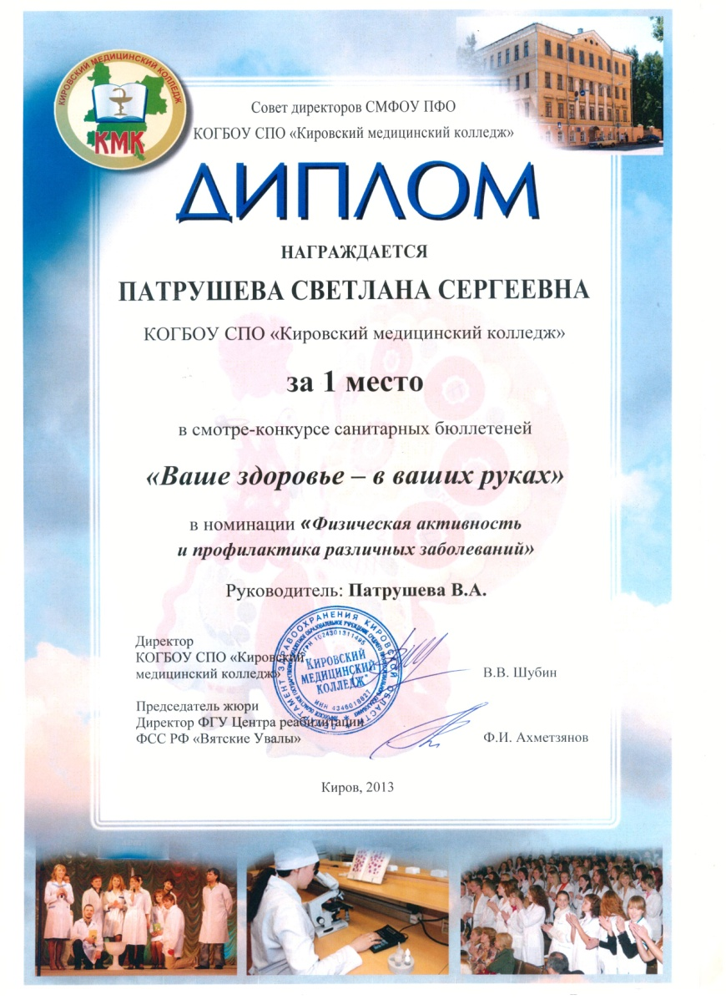 КИРОВСКИЙ МЕДИЦИНСКИЙ КОЛЛЕДЖ
КМК
Совет директоров СМФОУ ПФО
КОГБОУ СПО «Кировский медицинский колледж»
ДИПЛОМ
НАГРАЖДАЕТСЯ
ПАТРУШЕВА СВЕТЛАНА СЕРГЕЕВНА
КОГБОУ СПО «Кировский медицинский колледж»
за 1 место
в смотре-конкурсе санитарных бюллетеней
«Ваше здоровье – в ваших руках»
в номинации «Физическая активность
и профилактика различных заболеваний»
Руководитель: Патрушева В.А.
Директор
КОГБОУ СПО «Кировский
медицинский колледж»
В.В. Шубин
ДЕПАРТАМЕНТ ЗДРАВООХРАНЕНИЯ КИРОВСКОЙ ОБЛАСТИ
ОГРН 1024301311495
КИРОВСКИЙ
МЕДИЦИНСКИЙ
КОЛЛЕДЖ"
Председатель жюри
Директор ФГУ Центра реабилитации
ФСС РФ «Вятские Увалы»
Ф.И. Ахметзянов
Киров, 2013